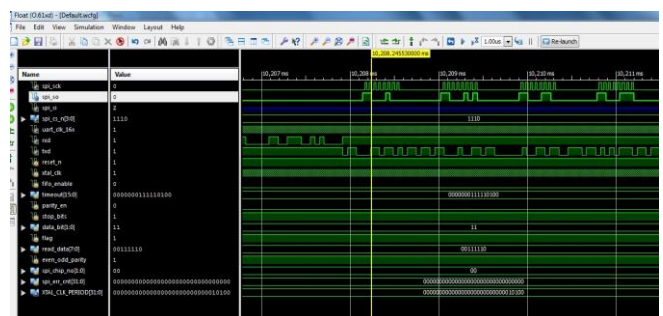 Float (O.61xd) - [Default.wcfg]
File Edit View Simulation Window Layout Help
1.00us Re-launch
10,208.245530000 ms
Name Value 10,207 ms 10,208 ms 10,209 ms 10,210 ms 10,211 ms
spi_sck 0
spi_so 0
spi_si Z
spi_cs_n[3:0] 1110 1110
uart_clk_16x 1
rxd 1
txd 1
reset_n 1
xtal_clk 1
fifo_enable 0
timeout[15:0] 0000000111110100 0000000111110100
parity_en 0
stop_bits 1
data_bit[1:0] 11 11
flag 1
read_data[7:0] 00111110 00111110
even_odd_parity 1
spi_chip_no[1:0] 00 00
spi_err_cnt[31:0] 00000000000000000000000000000000 00000000000000000000000000000000
XTAL_CLK_PERIOD[31:0] 00000000000000000000000000010100 00000000000000000000000000010100